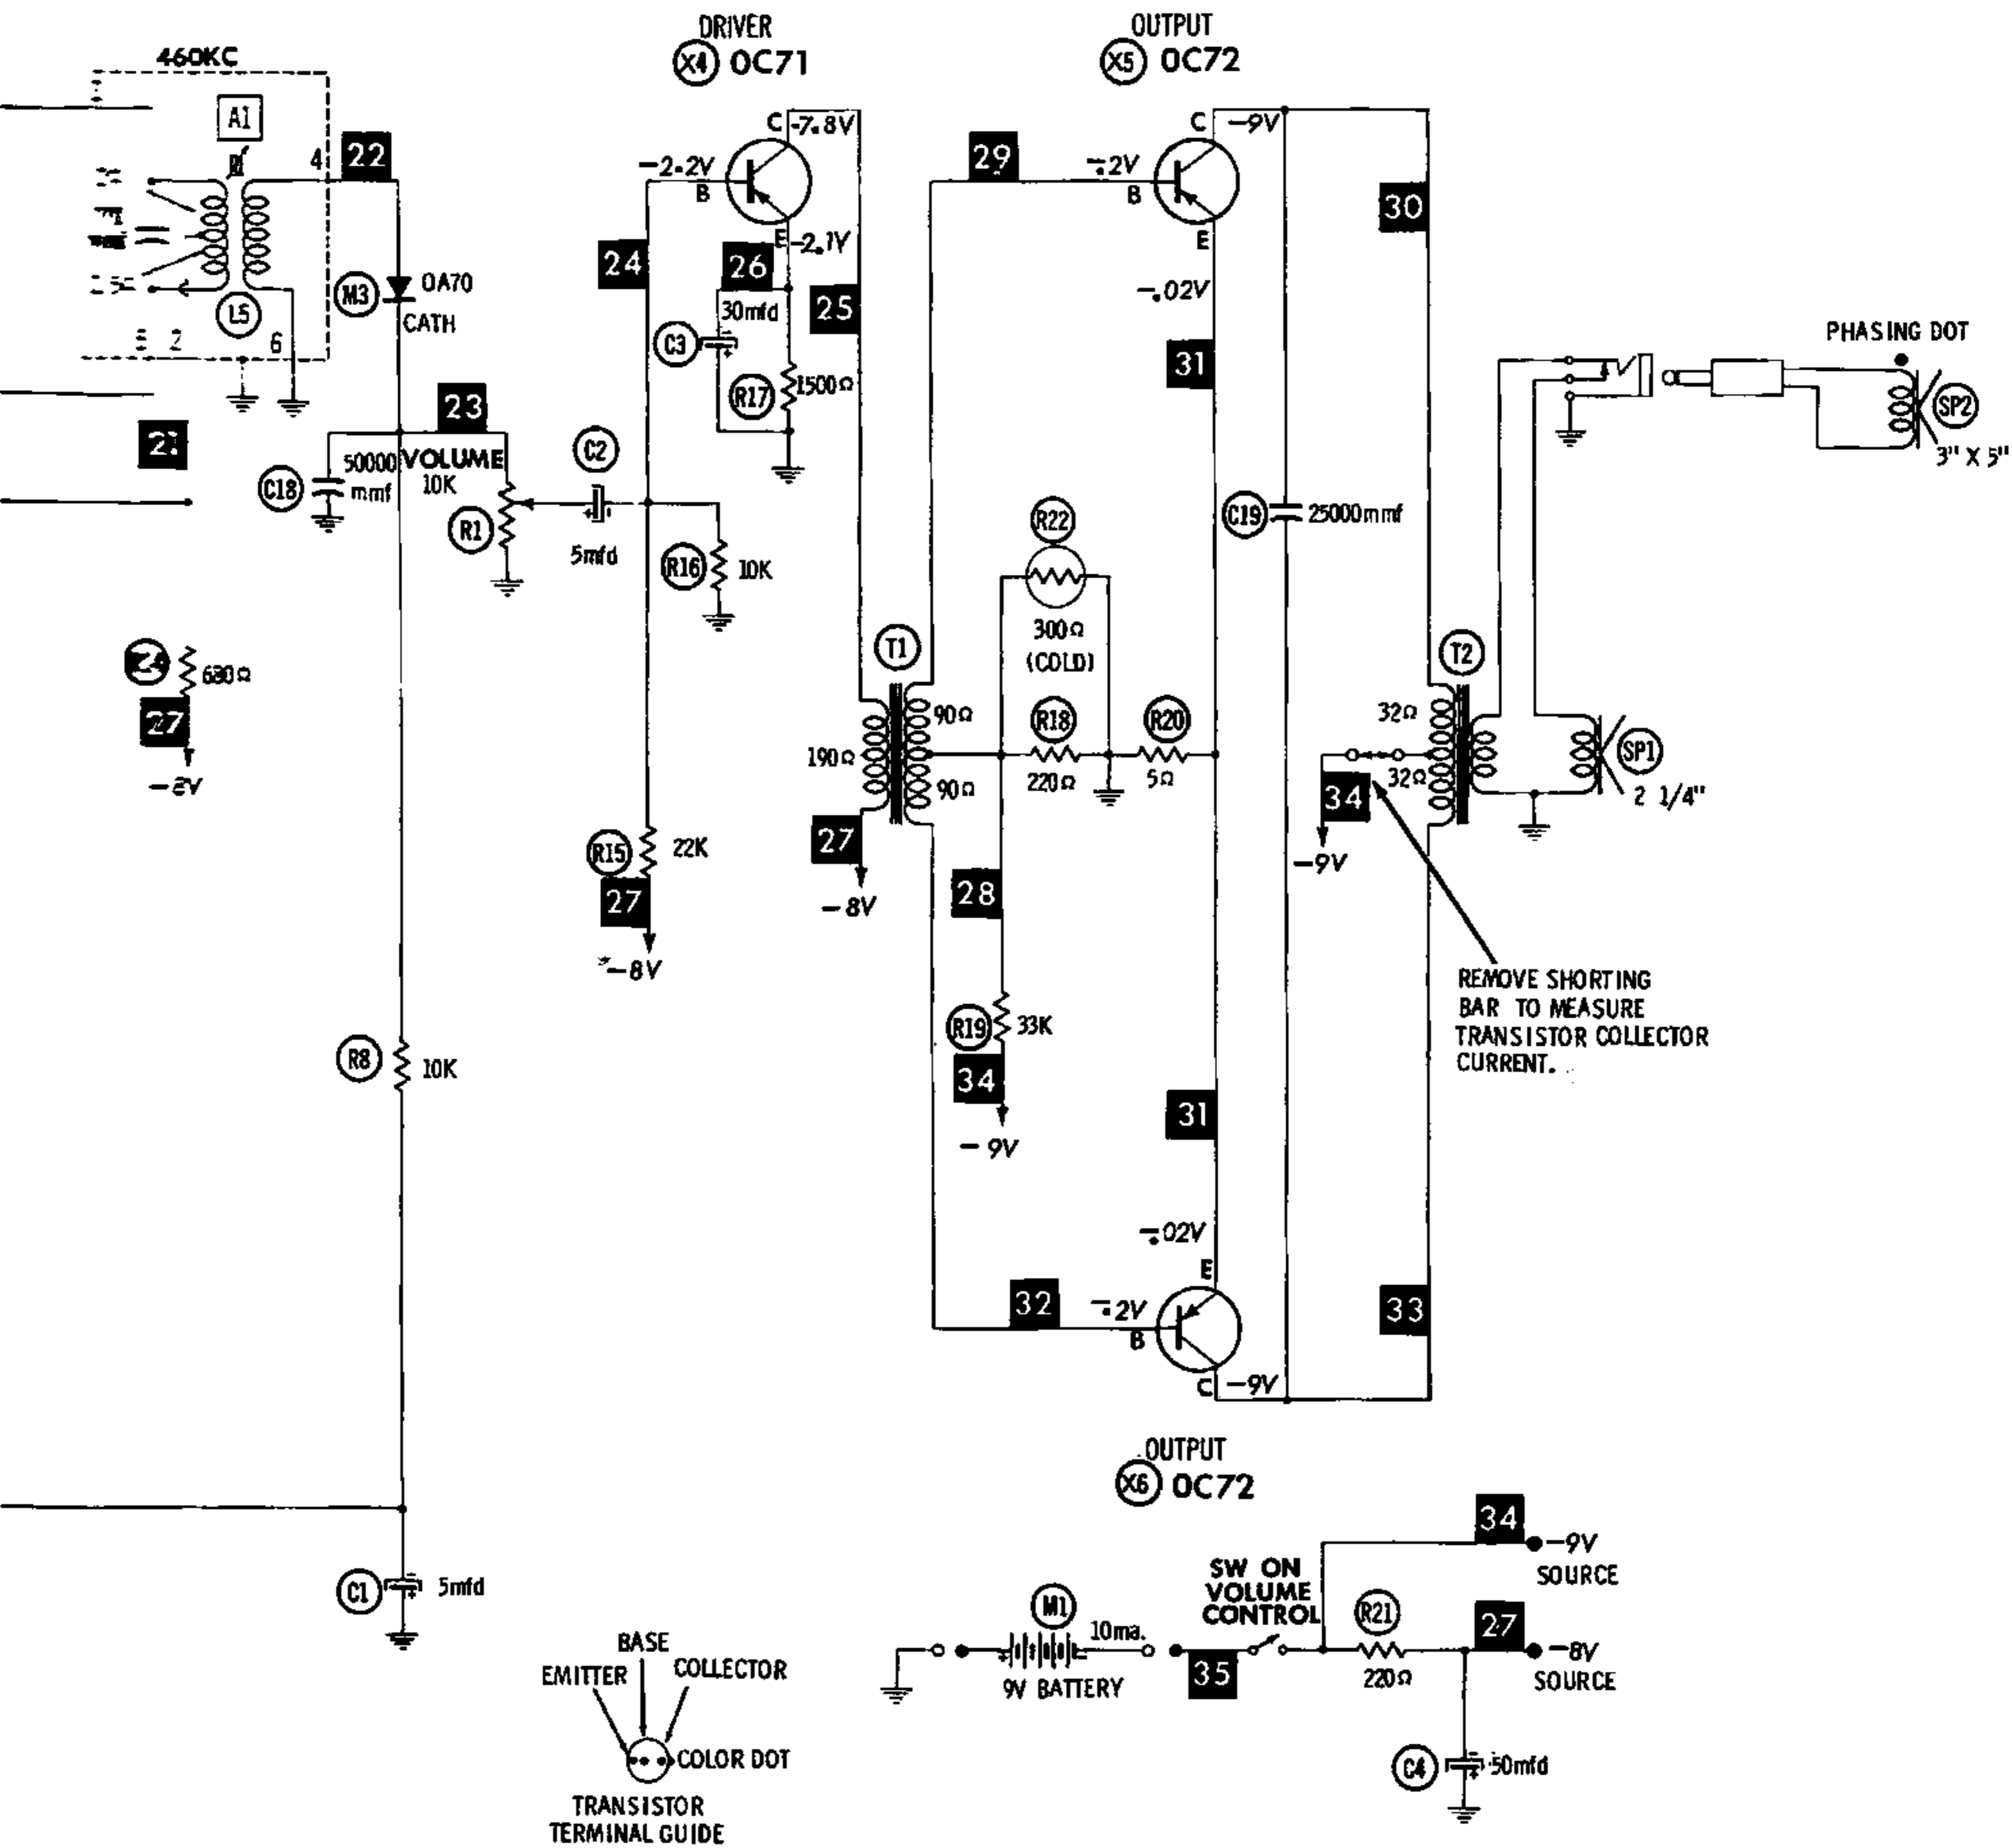 DRIVER
X4 OC71
OUTPUT
X5 OC72
460KC
A1
4
22
C
-7.8V
-2.2V
B
E
-2.1V
29
-.2V
B
C
-9V
E
-.02V
30
24
26
30mfd
C3
R17
1500Ω
25
31
M3
OA70
CATH
L5
2
6
PHASING DOT
SP2
3" X 5"
23
50000
mmf
VOLUME
10K
C18
R1
C2
5mfd
R16
10K
R22
300Ω
(COLD)
C19
25000mmf
680Ω
27
T1
190Ω
90Ω
90Ω
R18
220Ω
R20
5Ω
T2
32Ω
32Ω
34
-9V
SP1
2 1/4"
R15
22K
27
-8V
27
-8V
28
R19
33K
34
-9V
REMOVE SHORTING
BAR TO MEASURE
TRANSISTOR COLLECTOR
CURRENT.
R8
10K
31
-.02V
E
32
-.2V
B
C
-9V
33
OUTPUT
X6 OC72
C1
5mfd
34
-9V
SOURCE
SW ON
VOLUME
CONTROL
M1
10ma.
9V BATTERY
35
R21
220Ω
27
-8V
SOURCE
C4
50mfd
BASE
EMITTER
COLLECTOR
COLOR DOT
TRANSISTOR
TERMINAL GUIDE